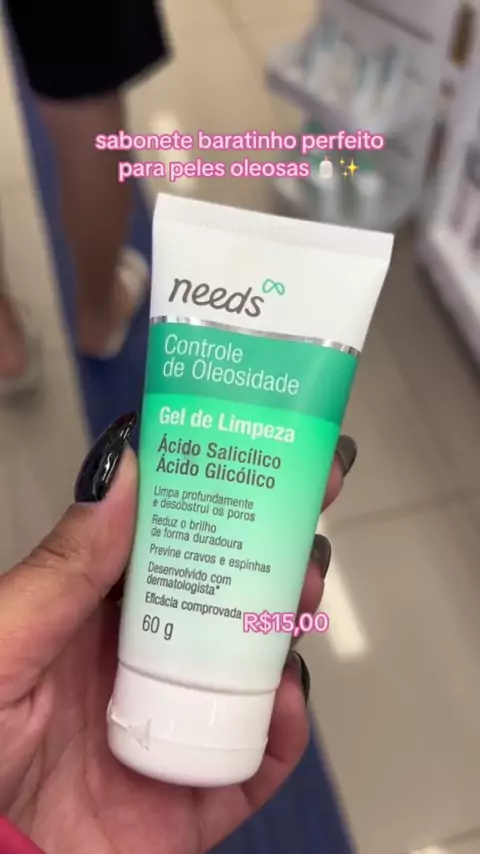 sabonete baratinho perfeito
para peles oleosas 🧴✨
needs
Controle
de Oleosidade
Gel de Limpeza
Ácido Salicílico
Ácido Glicólico
Limpa profundamente
e desobstrui os poros
Reduz o brilho
de forma duradoura
Previne cravos e espinhas
Desenvolvido com
dermatologista*
Eficácia comprovada
R$15,00
60 g